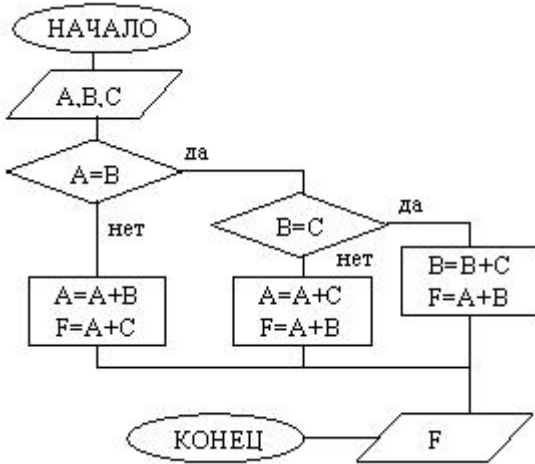 НАЧАЛО
A,B,C
A=B
да
нет
B=C
да
нет
A=A+B
F=A+C
A=A+C
F=A+B
B=B+C
F=A+B
КОНЕЦ
F